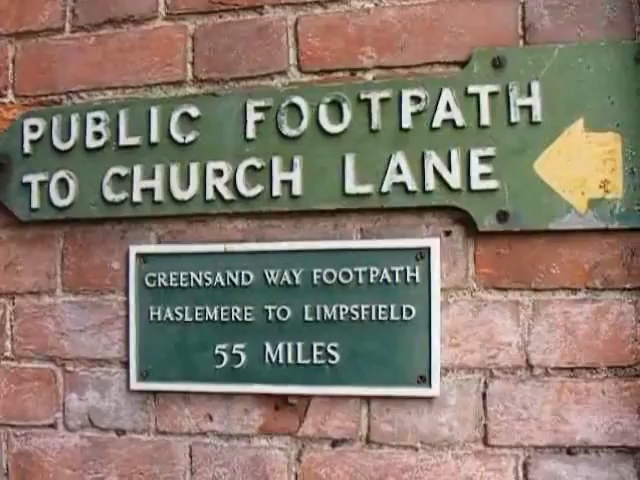 PUBLIC FOOTPATH
TO CHURCH LANE
GREENSAND WAY FOOTPATH
HASLEMERE TO LIMPSFIELD
55 MILES